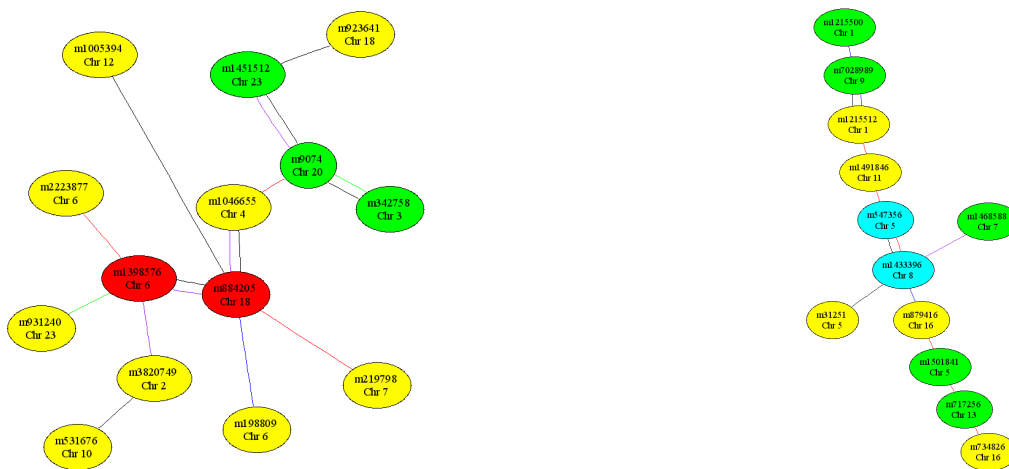 m923641
Chr 18
m1005394
Chr 12
m1451512
Chr 23
m9074
Chr 20
m2223877
Chr 6
m1046655
Chr 4
m342758
Chr 3
m1398576
Chr 6
m884205
Chr 18
m931240
Chr 23
m3820749
Chr 2
m219798
Chr 7
m198809
Chr 6
m531676
Chr 10
m1215500
Chr 1
m7028989
Chr 9
m1215512
Chr 1
m1491846
Chr 11
m547356
Chr 5
m1468588
Chr 7
m1433396
Chr 8
m31251
Chr 5
m879416
Chr 16
m1501841
Chr 5
m717256
Chr 13
m734826
Chr 16